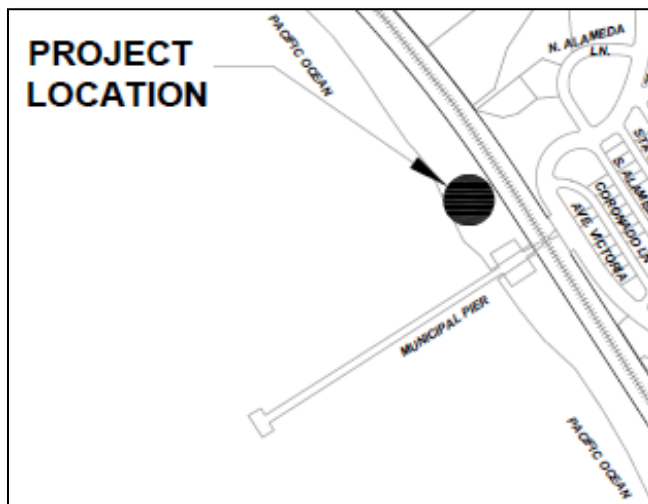 PROJECT
LOCATION
PACIFIC OCEAN
N. ALAMEDA
LN.
S. ALAMEDA
CORONADO LN
AVE. VICTORIA
MUNICIPAL PIER
PACIFIC OCEAN